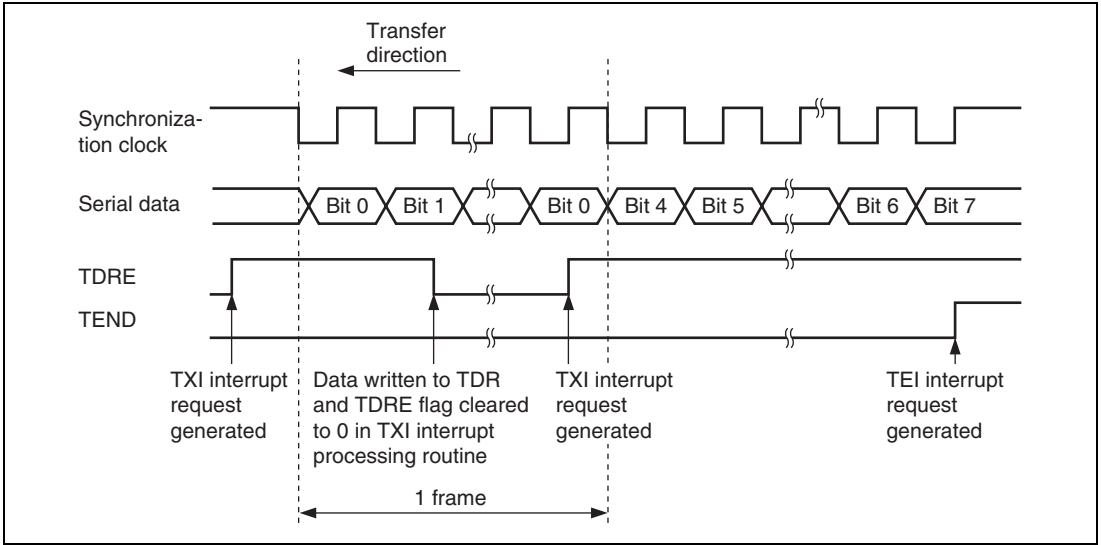 Transfer
direction
Synchroniza-
tion clock
Serial data
Bit 0 Bit 1 Bit 0 Bit 4 Bit 5 Bit 6 Bit 7
TDRE
TEND
TXI interrupt
request
generated
Data written to TDR
and TDRE flag cleared
to 0 in TXI interrupt
processing routine
TXI interrupt
request
generated
TEI interrupt
request
generated
1 frame